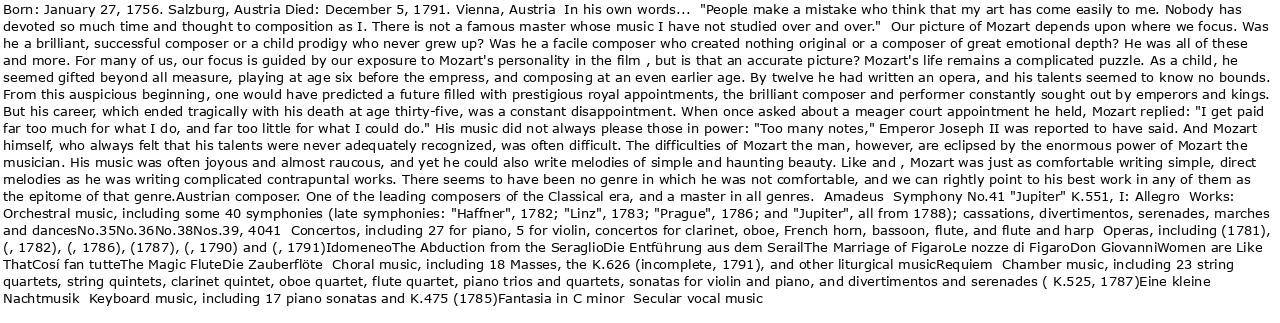 Born: January 27, 1756. Salzburg, Austria Died: December 5, 1791. Vienna, Austria  In his own words...  "People make a mistake who think that my art has come easily to me. Nobody has
devoted so much time and thought to composition as I. There is not a famous master whose music I have not studied over and over."  Our picture of Mozart depends upon where we focus. Was
he a brilliant, successful composer or a child prodigy who never grew up? Was he a facile composer who created nothing original or a composer of great emotional depth? He was all of these
and more. For many of us, our focus is guided by our exposure to Mozart's personality in the film , but is that an accurate picture? Mozart's life remains a complicated puzzle. As a child, he
seemed gifted beyond all measure, playing at age six before the empress, and composing at an even earlier age. By twelve he had written an opera, and his talents seemed to know no bounds.
From this auspicious beginning, one would have predicted a future filled with prestigious royal appointments, the brilliant composer and performer constantly sought out by emperors and kings.
But his career, which ended tragically with his death at age thirty-five, was a constant disappointment. When once asked about a meager court appointment he held, Mozart replied: "I get paid
far too much for what I do, and far too little for what I could do." His music did not always please those in power: "Too many notes," Emperor Joseph II was reported to have said. And Mozart
himself, who always felt that his talents were never adequately recognized, was often difficult. The difficulties of Mozart the man, however, are eclipsed by the enormous power of Mozart the
musician. His music was often joyous and almost raucous, and yet he could also write melodies of simple and haunting beauty. Like and , Mozart was just as comfortable writing simple, direct
melodies as he was writing complicated contrapuntal works. There seems to have been no genre in which he was not comfortable, and we can rightly point to his best work in any of them as
the epitome of that genre.Austrian composer. One of the leading composers of the Classical era, and a master in all genres.  Amadeus  Symphony No.41 "Jupiter" K.551, I: Allegro  Works:
Orchestral music, including some 40 symphonies (late symphonies: "Haffner", 1782; "Linz", 1783; "Prague", 1786; and "Jupiter", all from 1788); cassations, divertimentos, serenades, marches
and dancesNo.35No.36No.38Nos.39, 4041  Concertos, including 27 for piano, 5 for violin, concertos for clarinet, oboe, French horn, bassoon, flute, and flute and harp  Operas, including (1781),
(, 1782), (, 1786), (1787), (, 1790) and (, 1791)IdomeneoThe Abduction from the SeraglioDie Entführung aus dem SerailThe Marriage of FigaroLe nozze di FigaroDon GiovanniWomen are Like
ThatCosí fan tutteThe Magic FluteDie Zauberflöte  Choral music, including 18 Masses, the K.626 (incomplete, 1791), and other liturgical musicRequiem  Chamber music, including 23 string
quartets, string quintets, clarinet quintet, oboe quartet, flute quartet, piano trios and quartets, sonatas for violin and piano, and divertimentos and serenades ( K.525, 1787)Eine kleine
Nachtmusik  Keyboard music, including 17 piano sonatas and K.475 (1785)Fantasia in C minor  Secular vocal music